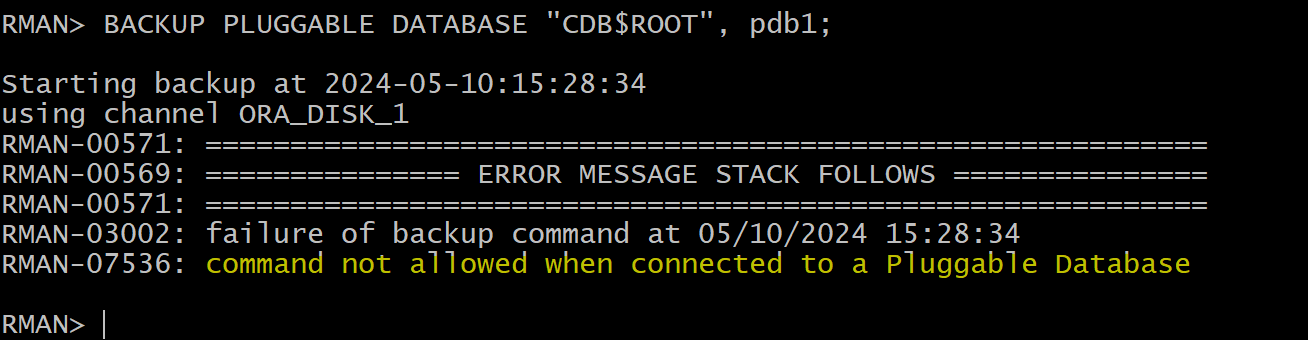 RMAN> BACKUP PLUGGABLE DATABASE "CDB$ROOT", pdb1;
Starting backup at 2024-05-10:15:28:34
using channel ORA_DISK_1
RMAN-00571: ===========================================================
RMAN-00569: =============== ERROR MESSAGE STACK FOLLOWS ===============
RMAN-00571: ===========================================================
RMAN-03002: failure of backup command at 05/10/2024 15:28:34
RMAN-07536: command not allowed when connected to a Pluggable Database
RMAN>